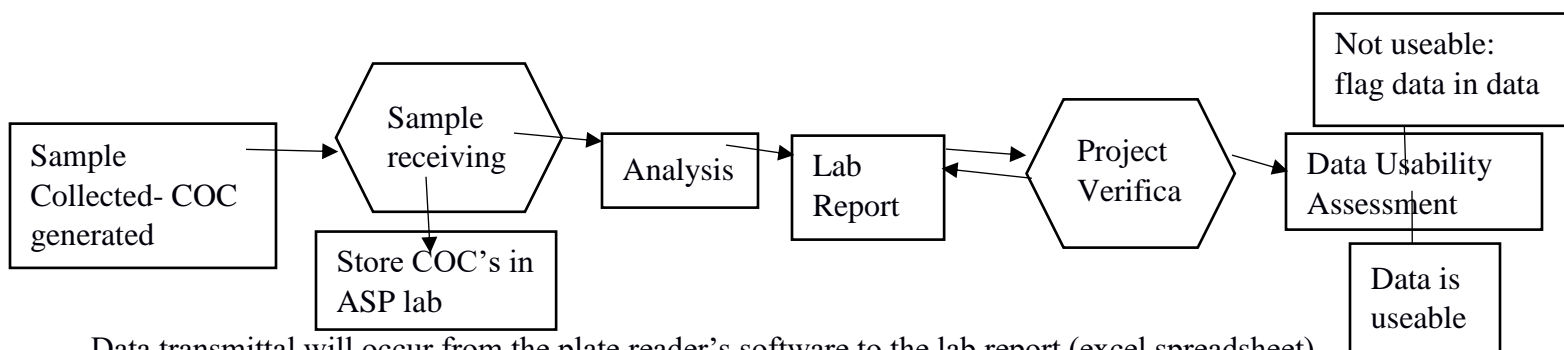 Sample
Collected- COC
generated
Sample
receiving
Store COC's in
ASP lab
Analysis
Lab
Report
Project
Verifica
Not useable:
flag data in data
Data Usability
Assessment
Data is
useable
Data transmittal will occur from the plate reader's software to the lab report (excel spreadsheet)